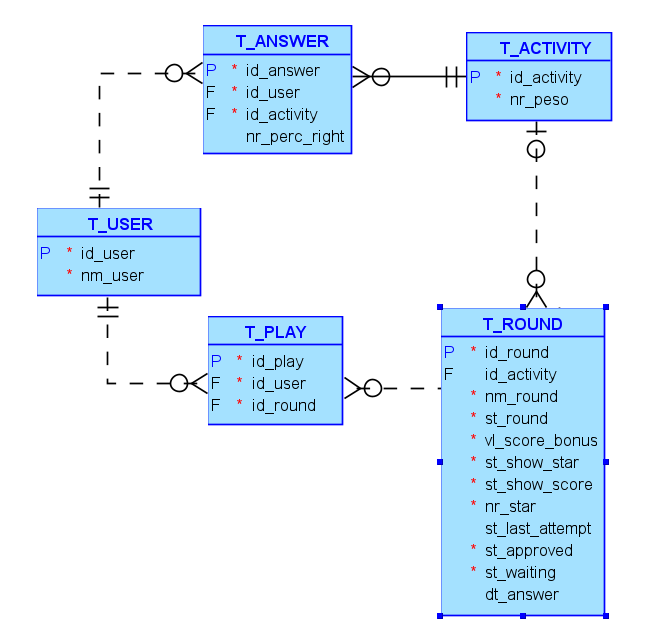 T_ANSWER
P * id_answer
F * id_user
F * id_activity
nr_perc_right
T_ACTIVITY
P * id_activity
* nr_peso
T_USER
P * id_user
* nm_user
T_PLAY
P * id_play
F * id_user
F * id_round
T_ROUND
P * id_round
F id_activity
* nm_round
* st_round
* vl_score_bonus
* st_show_star
* st_show_score
* nr_star
st_last_attempt
* st_approved
* st_waiting
dt_answer